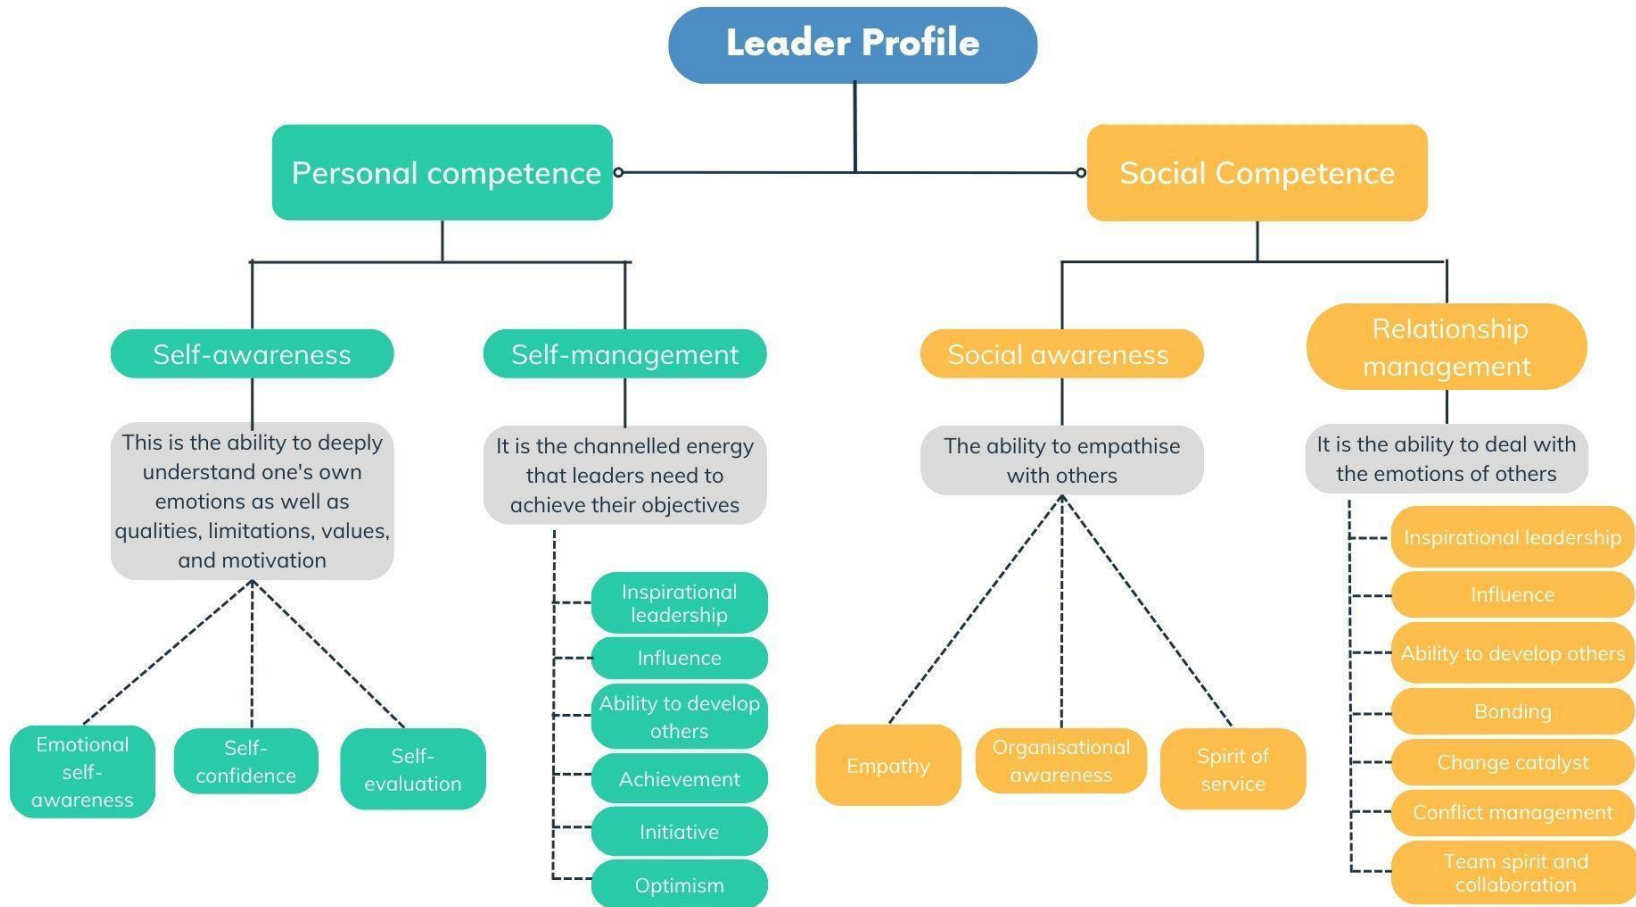 Leader Profile
Personal competence
Social Competence
Self-awareness
Self-management
Social awareness
Relationship
management
This is the ability to deeply
understand one's own
emotions as well as
qualities, limitations, values,
and motivation
It is the channelled energy
that leaders need to
achieve their objectives
The ability to empathise
with others
It is the ability to deal with
the emotions of others
Emotional
self-
awareness
Self-
confidence
Self-
evaluation
Inspirational
leadership
Influence
Ability to develop
others
Achievement
Initiative
Optimism
Empathy
Organisational
awareness
Spirit of
service
Inspirational leadership
Influence
Ability to develop others
Bonding
Change catalyst
Conflict management
Team spirit and
collaboration